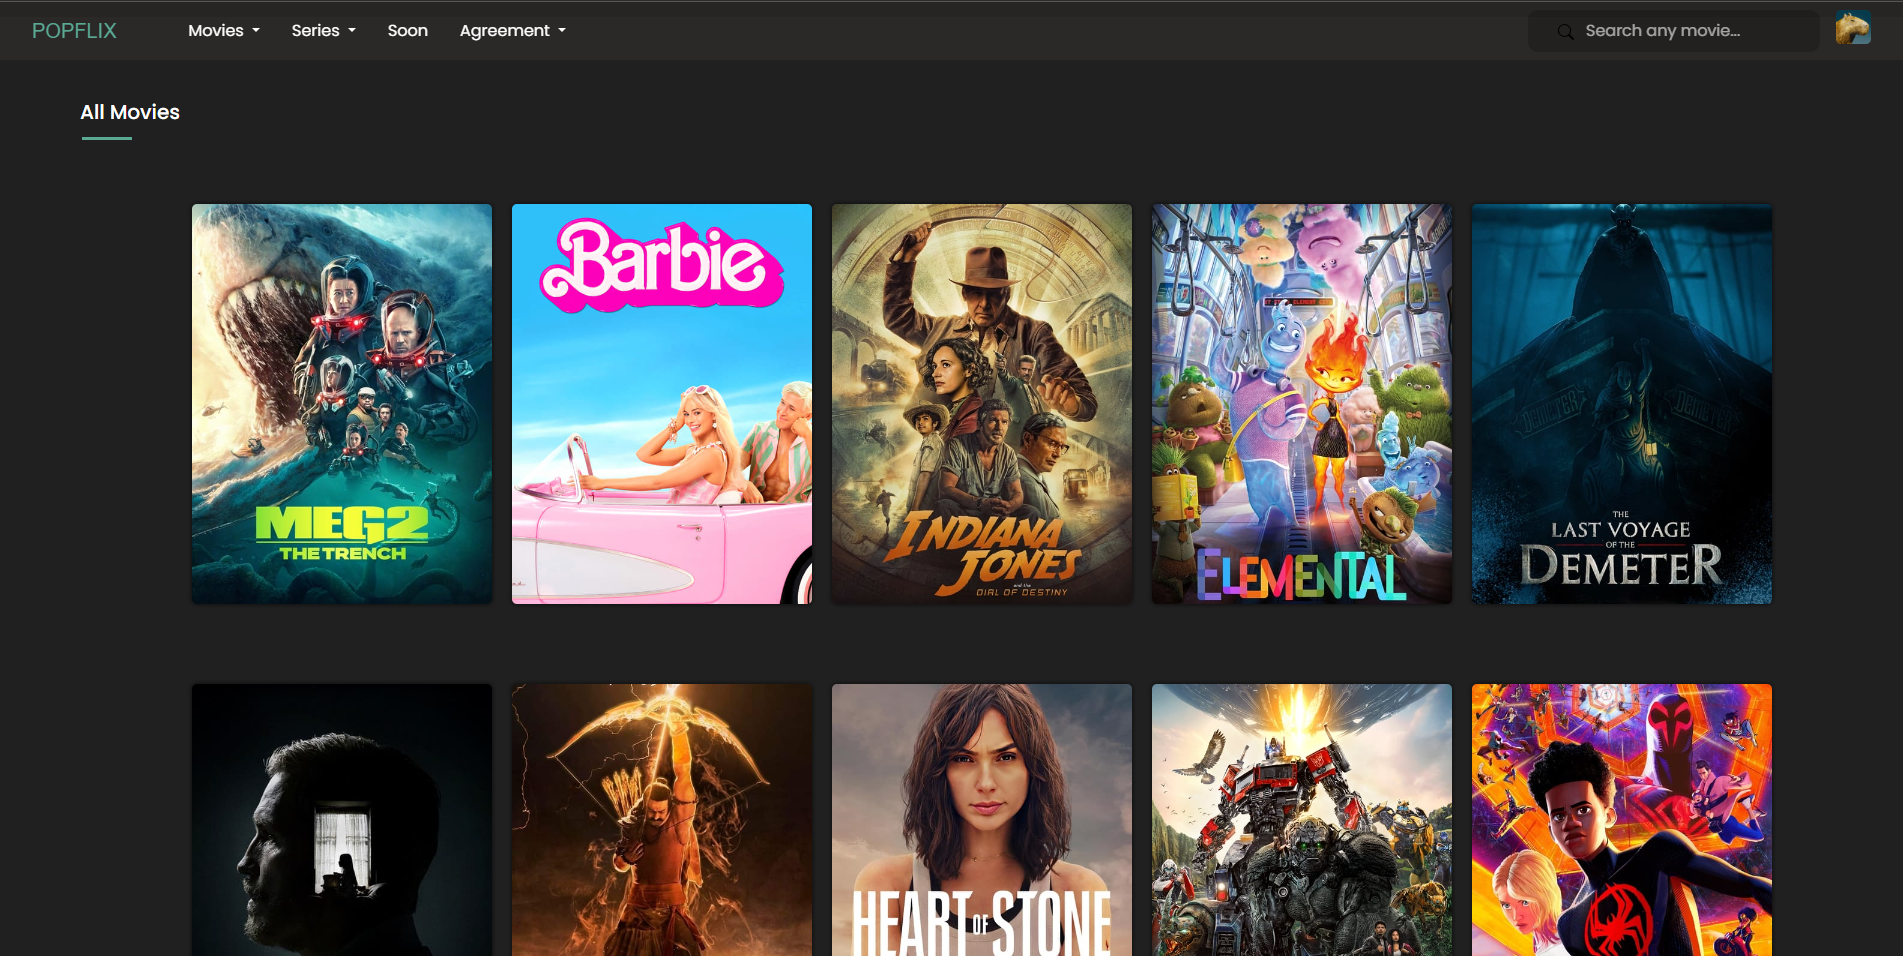 POPFLIX
Movies
Series
Soon
Agreement
Search any movie...
All Movies
MEG2
THE TRENCH
Barbie
INDIANA
JONES
and the
DIAL OF DESTINY
ELEMENTAL
DEMETER
THE
LAST VOYAGE
OF THE
DEMETER
HEART OF STONE